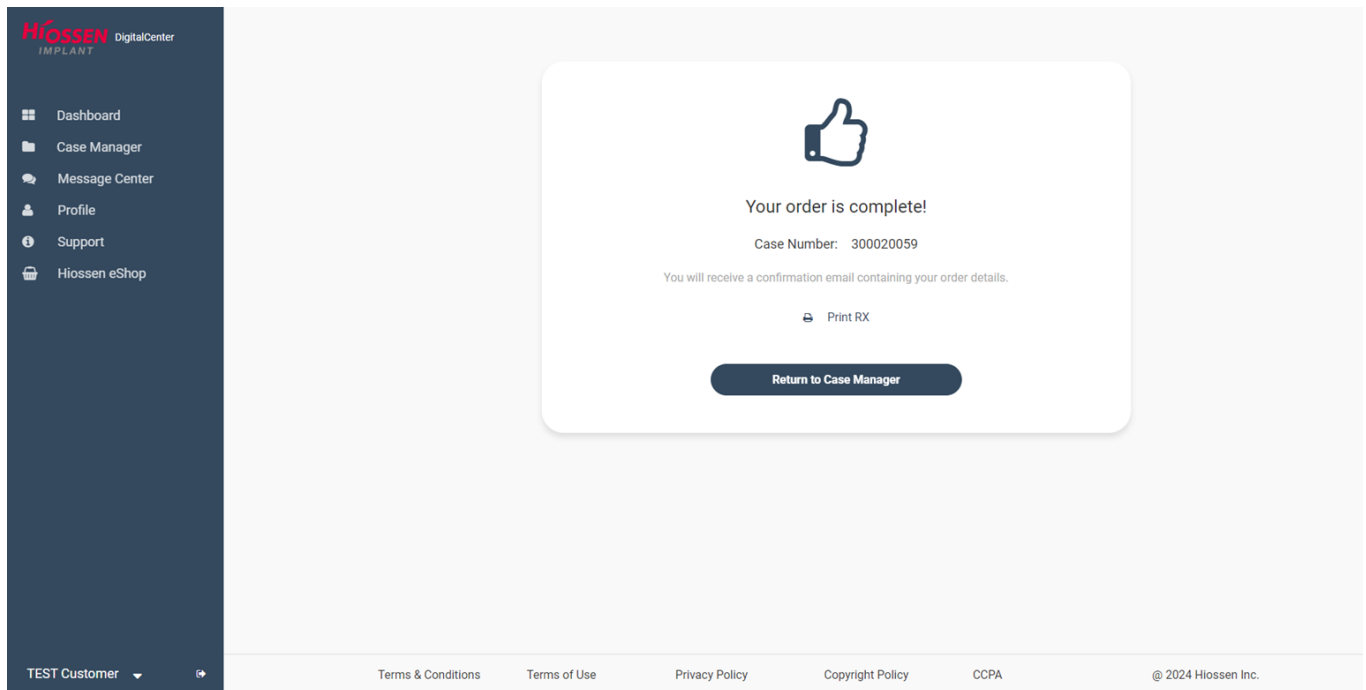 HIOSSEN
IMPLANT
DigitalCenter
Dashboard
Case Manager
Message Center
Profile
Support
Hiossen eShop
TEST Customer
Your order is complete!
Case Number: 300020059
You will receive a confirmation email containing your order details.
Print RX
Return to Case Manager
Terms & Conditions Terms of Use Privacy Policy Copyright Policy CCPA @ 2024 Hiossen Inc.